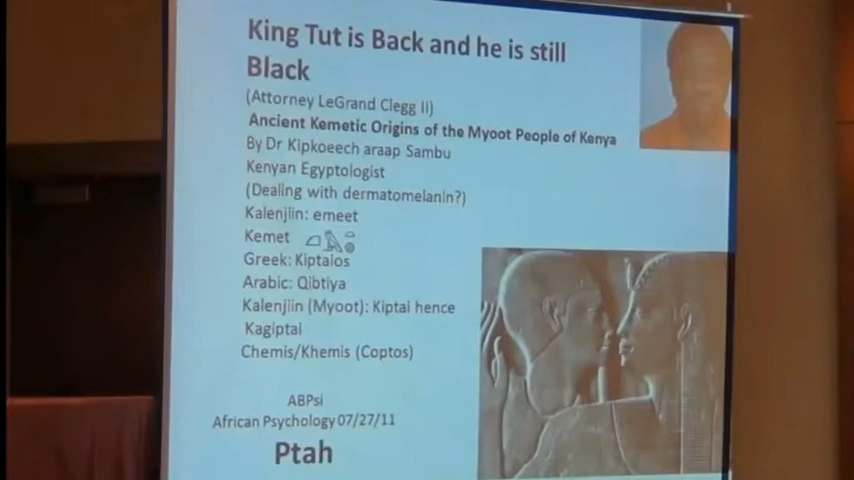 King Tut is Back and he is still
Black
(Attorney LeGrand Clegg ii)
Ancient Kemetic Origins of the Myoot People of Kenya
By Dr Kipkoeech araap Sambu
Kenyan Egyptologist
(Dealing with dermatomelanin?)
Kalenjiin: emeet
Kemet
Greek: Kiptaios
Arabic: Qibtiya
Kalenjiin (Myoot): Kiptai hence
Kagiptai
Chemis/Khemis (Coptos)
ABPsi
African Psychology 07/27/11
Ptah